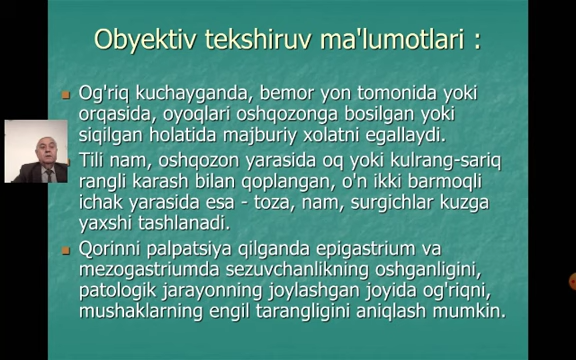 Obyektiv tekshiruv ma'lumotlari :
Og'riq kuchayganda, bemor yon tomonida yoki
orqasida, oyoqlari oshqozonga bosilgan yoki
siqilgan holatida majburiy xolatni egallaydi.
Tili nam, oshqozon yarasida oq yoki kulrang-sariq
rangli karash bilan qoplangan, o'n ikki barmoqli
ichak yarasida esa - toza, nam, surgichlar kuzga
yaxshi tashlanadi.
Qorinni palpatsiya qilganda epigastrium va
mezogastriumda sezuvchanlikning oshganligini,
patologik jarayonning joylashgan joyida og'riqni,
mushaklarning engil tarangligini aniqlash mumkin.